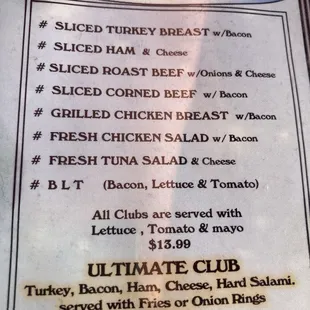 # SLICED TURKEY BREAST w/Bacon
# SLICED HAM & Cheese
# SLICED ROAST BEEF w/Onions & Cheese
# SLICED CORNED BEEF w/ Bacon
# GRILLED CHICKEN BREAST w/Bacon
# FRESH CHICKEN SALAD w/ Bacon
# FRESH TUNA SALAD & Cheese
# B L T (Bacon, Lettuce & Tomato)
All Clubs are served with
Lettuce , Tomato & mayo
$13.99
ULTIMATE CLUB
Turkey, Bacon, Ham, Cheese, Hard Salami.
served with Fries or Onion Rings